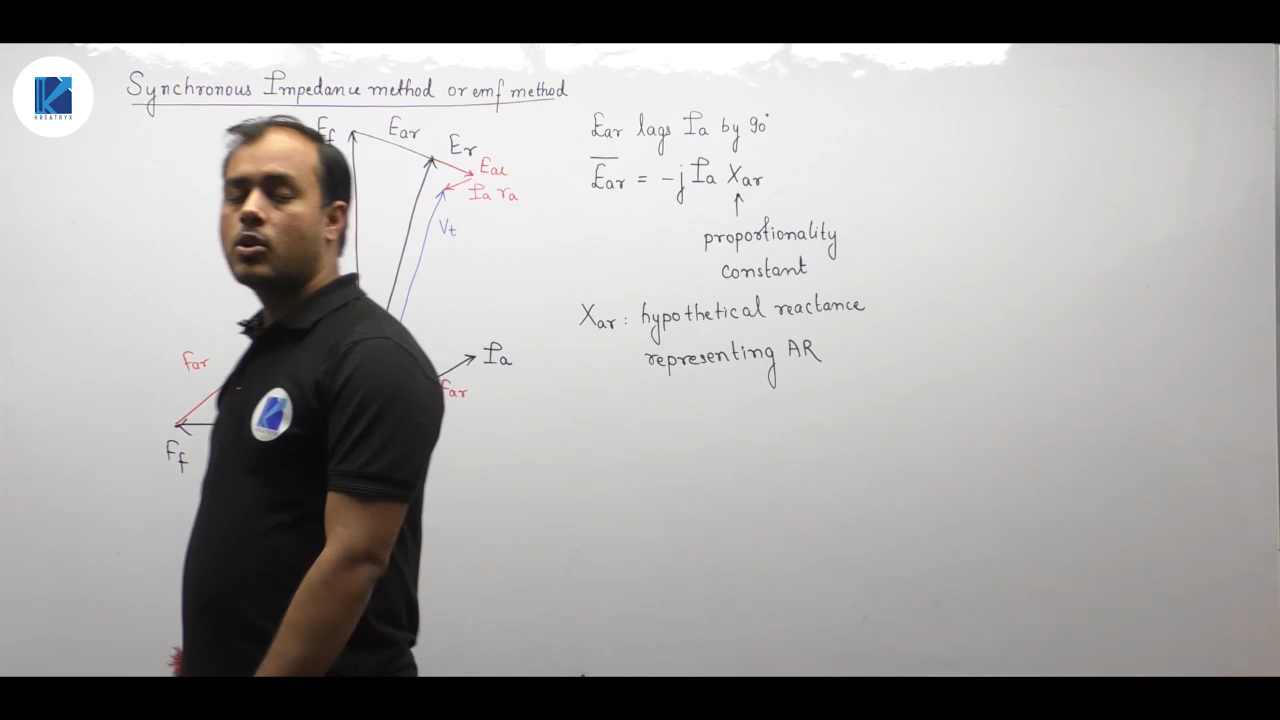 KREATRYX
Synchronous Impedance method or emf method
Ef
Ear
Er
Eal
Ia ra
Vt
Ia
Far
Far
Ff
Ear lags Ia by 90°
Ear = -j Ia Xar
proportionality
constant
Xar : hypothetical reactance
representing AR